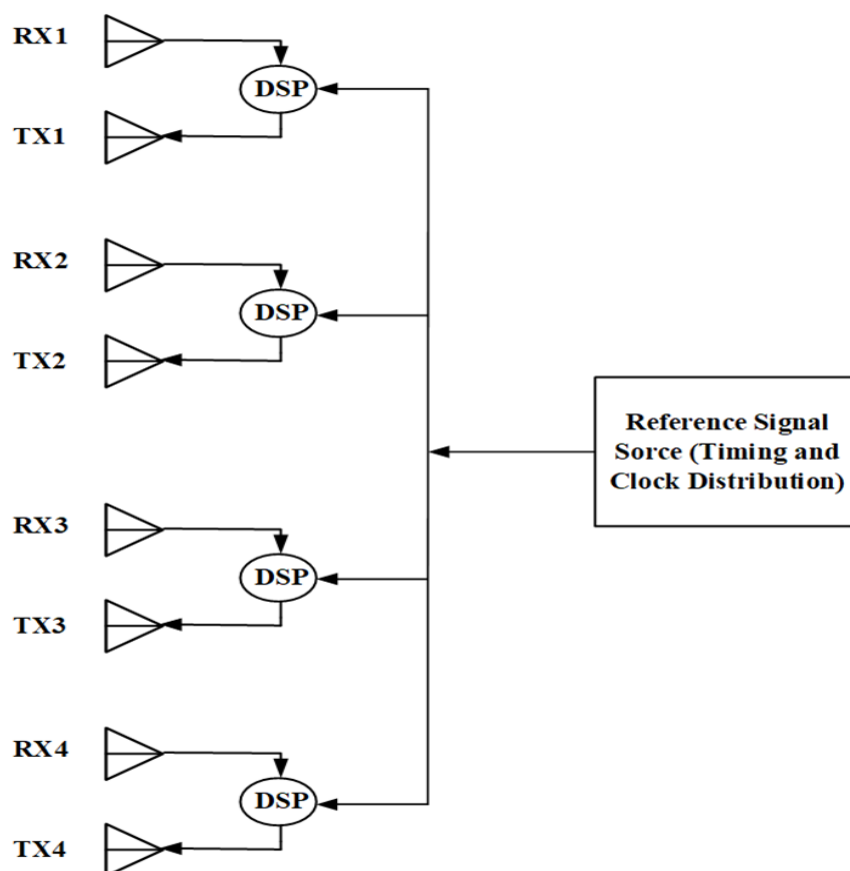 RX1
DSP
TX1
RX2
DSP
TX2
Reference Signal
Sorce (Timing and
Clock Distribution)
RX3
DSP
TX3
RX4
DSP
TX4